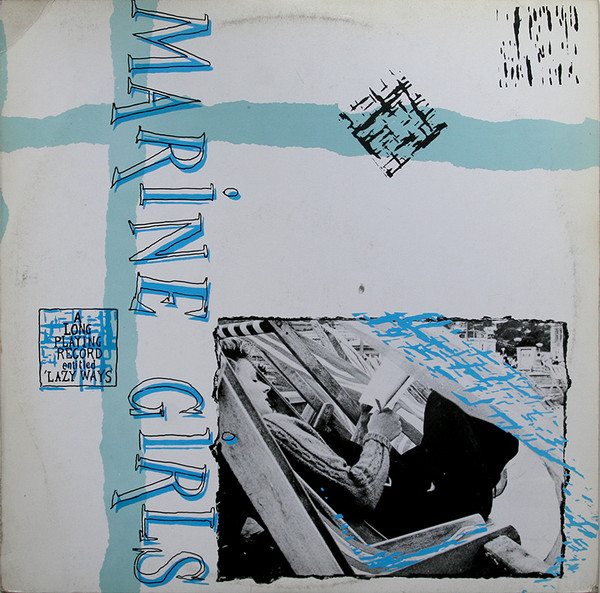 MARiNE GIRLS
A
LONG
PLAYING
RECORD
entitled
'LAZY WAYS